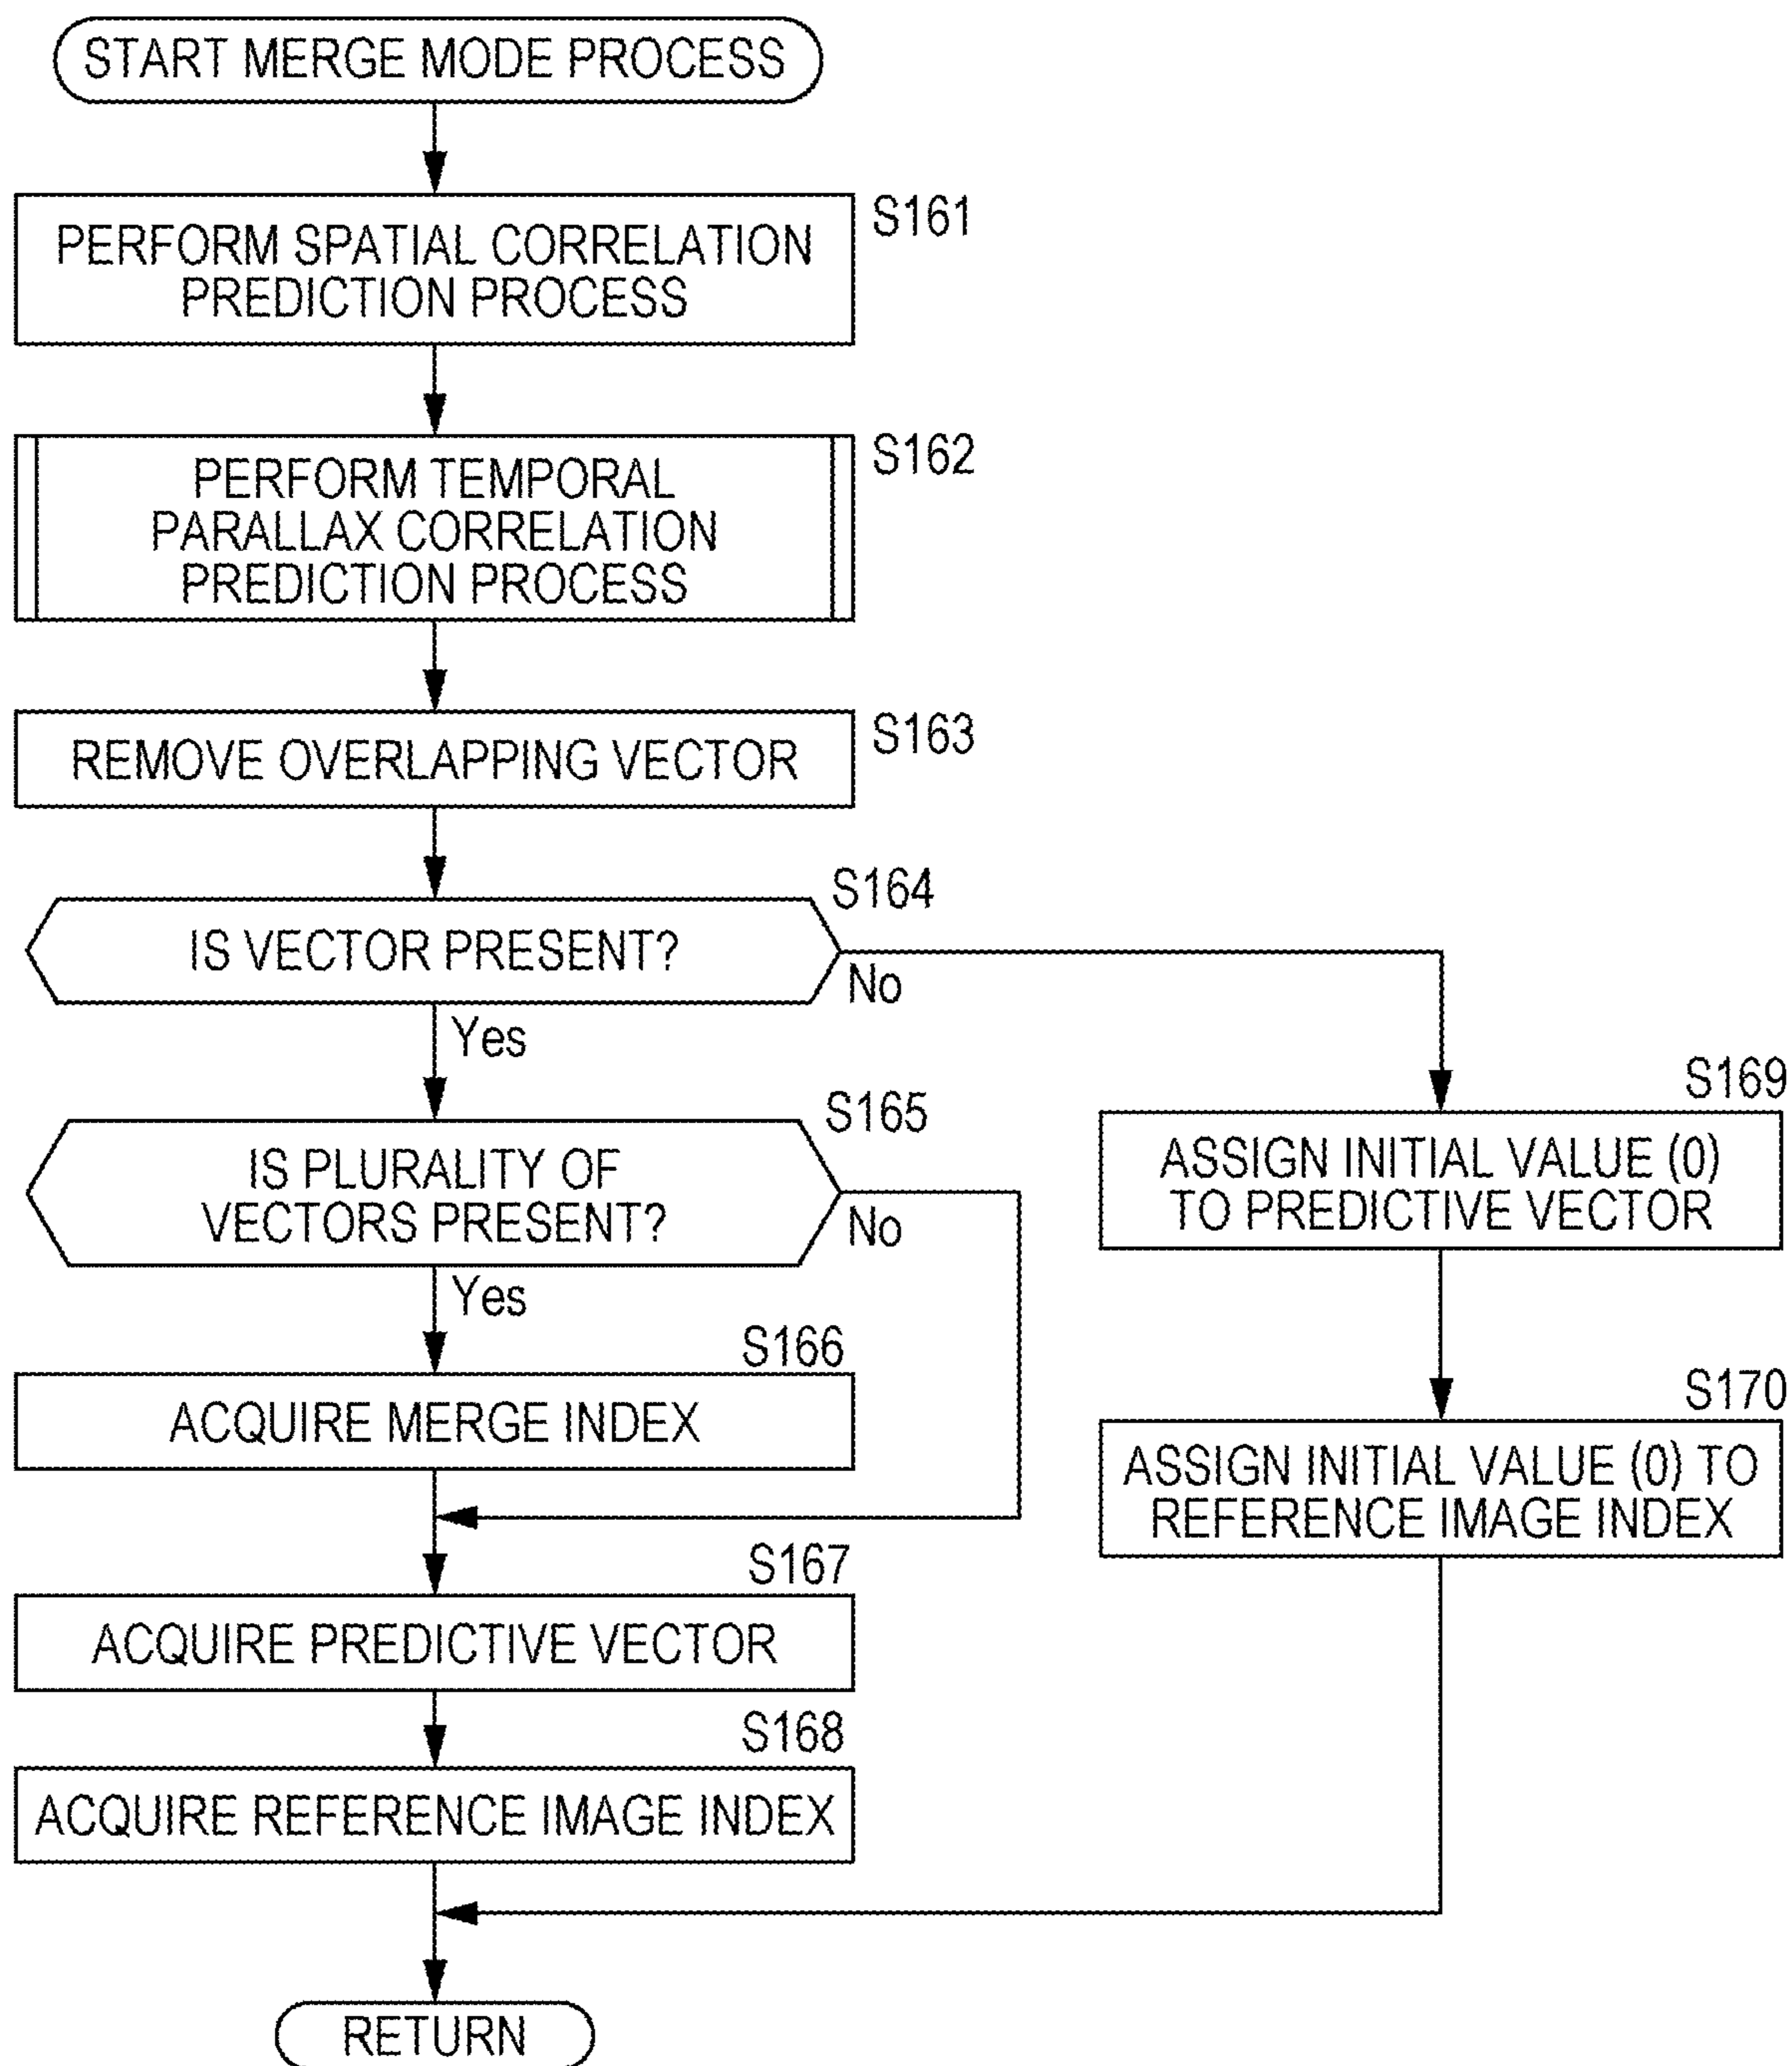 START MERGE MODE PROCESS
S161
PERFORM SPATIAL CORRELATION
PREDICTION PROCESS
S162
PERFORM TEMPORAL
PARALLAX CORRELATION
PREDICTION PROCESS
S163
REMOVE OVERLAPPING VECTOR
S164
IS VECTOR PRESENT?
No
Yes
S165
IS PLURALITY OF
VECTORS PRESENT?
No
Yes
S166
ACQUIRE MERGE INDEX
S167
ACQUIRE PREDICTIVE VECTOR
S168
ACQUIRE REFERENCE IMAGE INDEX
S169
ASSIGN INITIAL VALUE (0)
TO PREDICTIVE VECTOR
S170
ASSIGN INITIAL VALUE (0) TO
REFERENCE IMAGE INDEX
RETURN